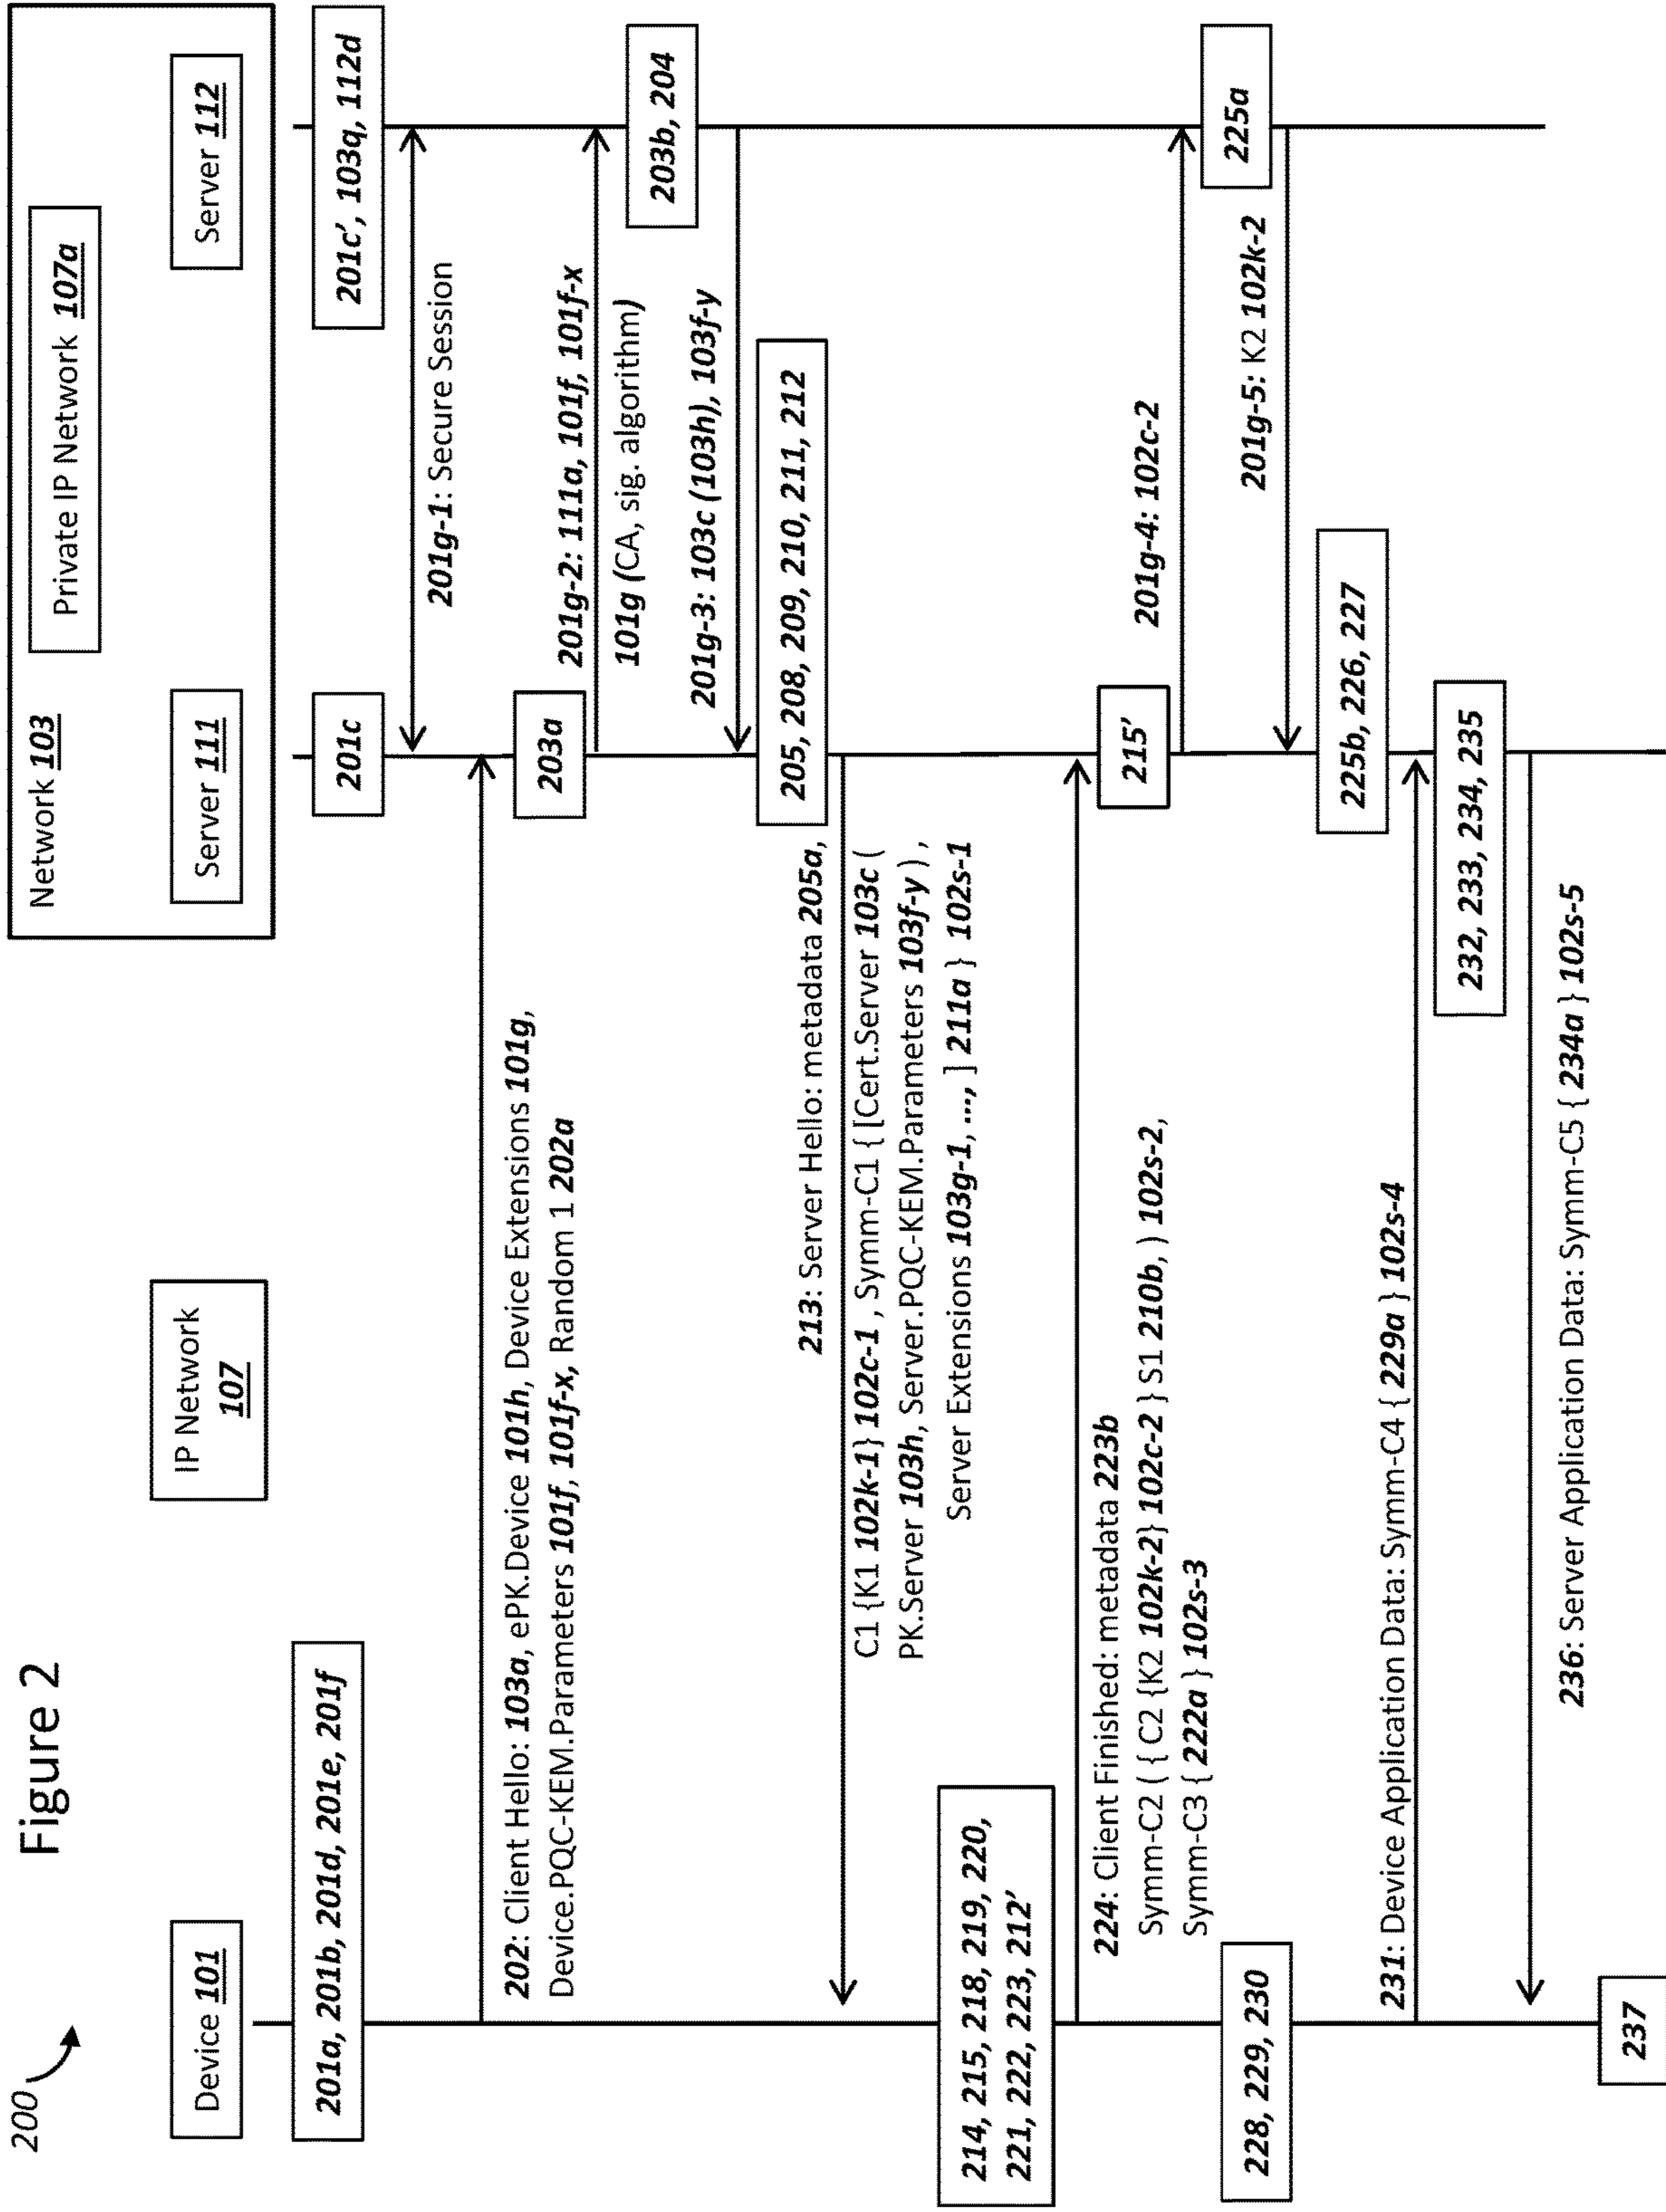 Figure 2
200
Network 103
Private IP Network 107a
Device 101
IP Network
107
Server 111
Server 112
201a, 201b, 201d, 201e, 201f
201c
201c’, 103q, 112d
201g-1: Secure Session
202: Client Hello: 103a, ePK.Device 101h, Device Extensions 101g,
Device.PQC-KEM.Parameters 101f, 101f-x, Random 1 202a
203a
201g-2: 111a, 101f, 101f-x
101g (CA, sig. algorithm)
203b, 204
201g-3: 103c (103h), 103f-y
205, 208, 209, 210, 211, 212
213: Server Hello: metadata 205a,
C1 {K1 102k-1} 102c-1 , Symm-C1 { [Cert.Server 103c (
PK.Server 103h, Server.PQC-KEM.Parameters 103f-y ) ,
Server Extensions 103g-1, ..., ] 211a } 102s-1
214, 215, 218, 219, 220,
221, 222, 223, 212’
224: Client Finished: metadata 223b
Symm-C2 ( { C2 {K2 102k-2} 102c-2 } S1 210b, ) 102s-2,
Symm-C3 { 222a } 102s-3
215’
201g-4: 102c-2
225a
201g-5: K2 102k-2
228, 229, 230
225b, 226, 227
231: Device Application Data: Symm-C4 { 229a } 102s-4
232, 233, 234, 235
236: Server Application Data: Symm-C5 { 234a } 102s-5
237